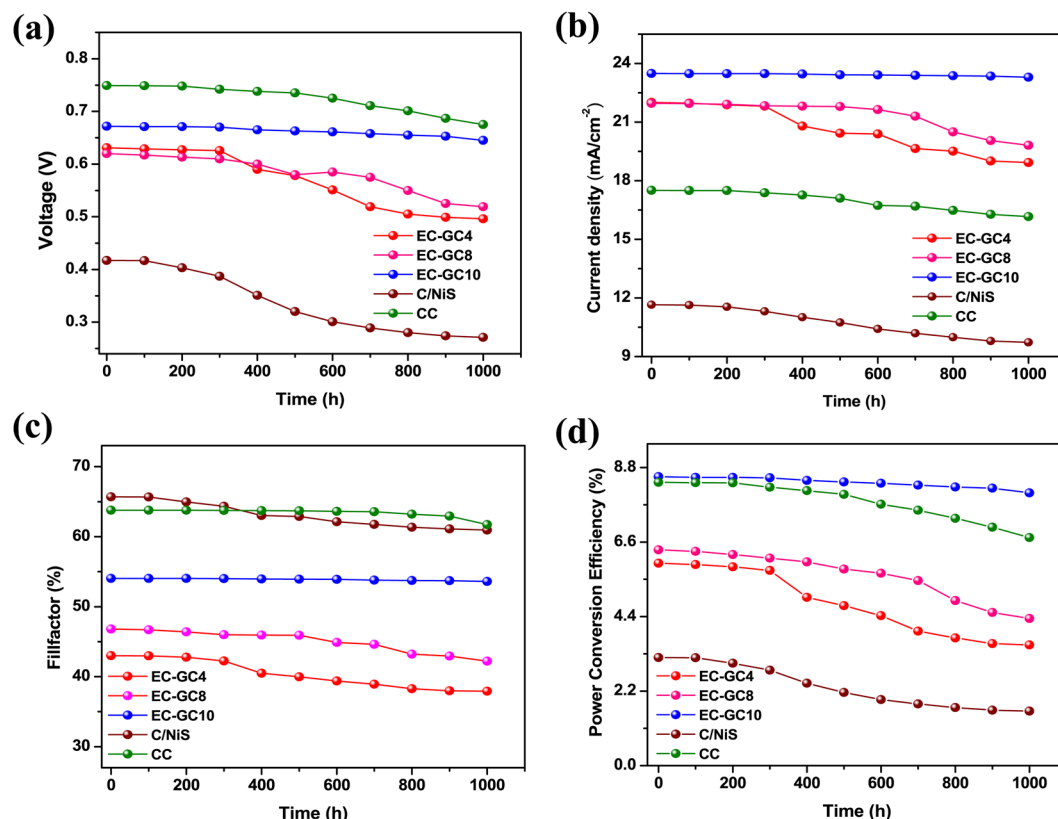 (a)
0.8
0.7
0.6
0.5
0.4
0.3
Voltage (V)
EC-GC4
EC-GC8
EC-GC10
C/NiS
CC
0 200 400 600 800 1000
Time (h)
(b)
24
21
18
15
12
9
Current density (mA/cm⁻²)
EC-GC4
EC-GC8
EC-GC10
C/NiS
CC
0 200 400 600 800 1000
Time (h)
(c)
70
60
50
40
30
Fillfactor (%)
EC-GC4
EC-GC8
EC-GC10
C/NiS
CC
0 200 400 600 800 1000
Time (h)
(d)
8.8
6.6
4.4
2.2
0.0
Power Conversion Efficiency (%)
EC-GC4
EC-GC8
EC-GC10
C/NiS
CC
0 200 400 600 800 1000
Time (h)